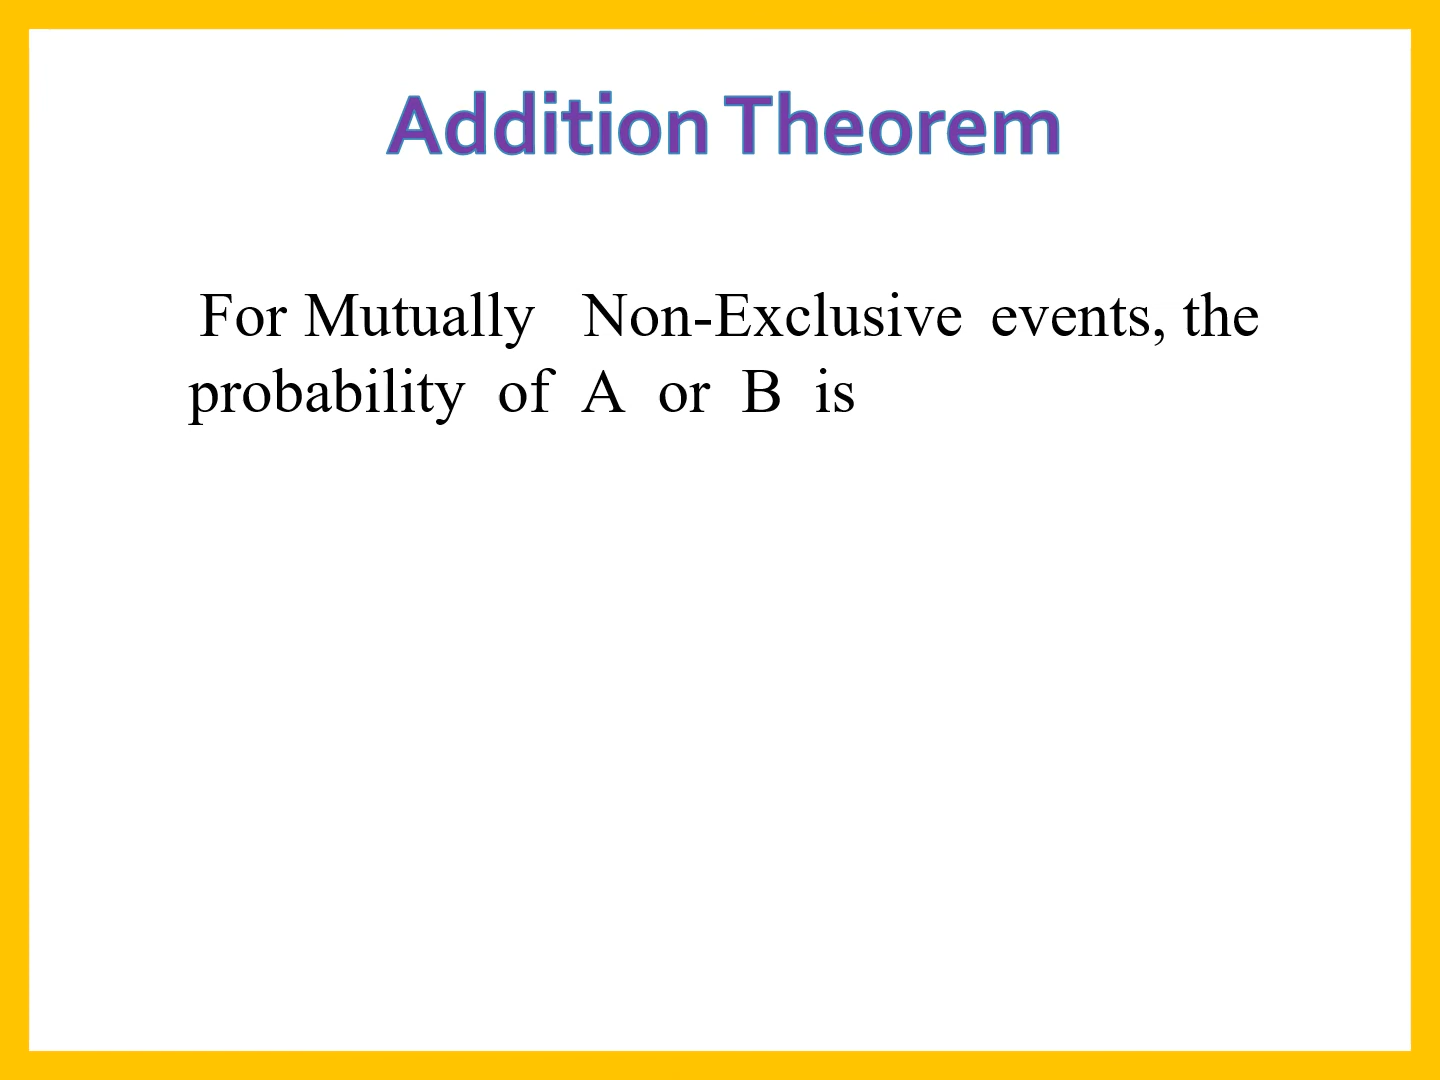 Addition Theorem
For Mutually Non-Exclusive events, the
probability of A or B is